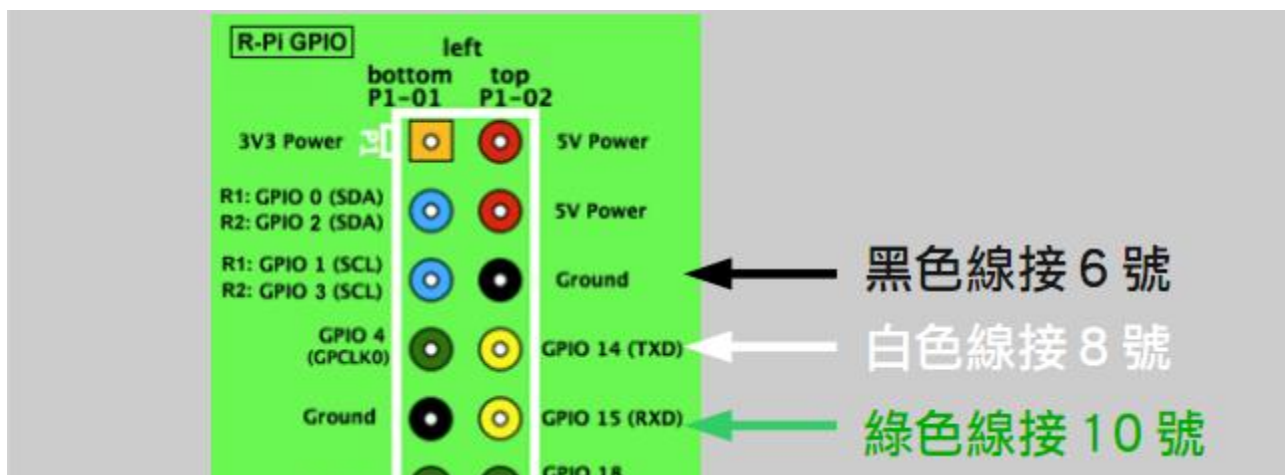 R-Pi GPIO
left
bottom top
P1-01 P1-02
3V3 Power P1 5V Power
R1: GPIO 0 (SDA)
R2: GPIO 2 (SDA)
5V Power
R1: GPIO 1 (SCL)
R2: GPIO 3 (SCL)
Ground
黑色線接 6 號
GPIO 4
(GPCLK0)
GPIO 14 (TXD)
白色線接 8 號
Ground
GPIO 15 (RXD)
綠色線接 10 號
GPIO 18